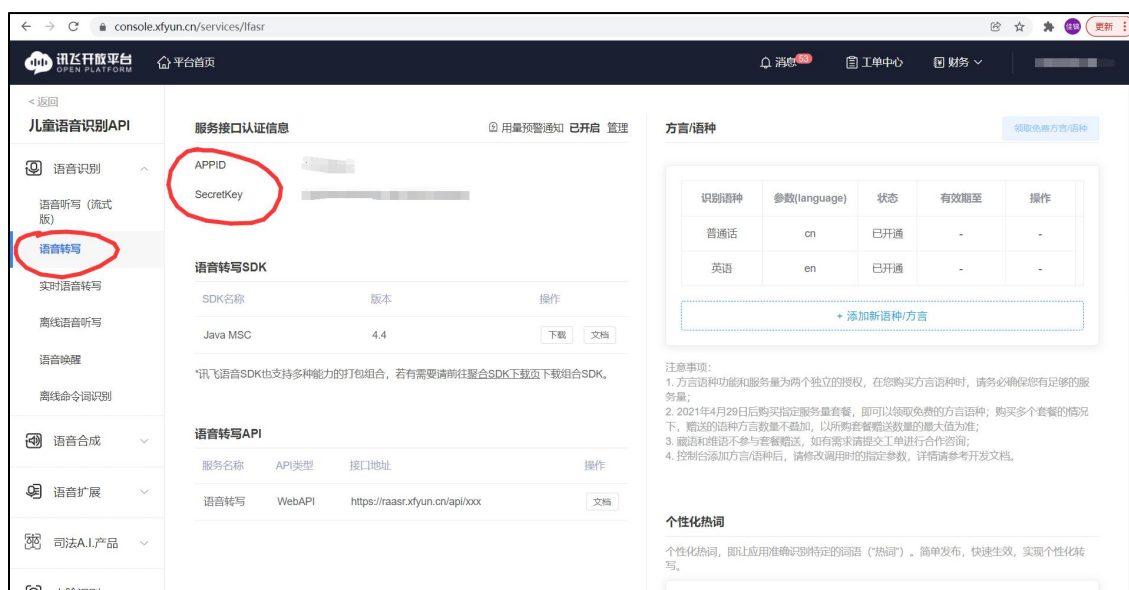 console.xfyun.cn/services/lfasr
佳镜
更新
讯飞开放平台
OPEN PLATFORM
平台首页
消息 53
工单中心
财务
<返回
儿童语音识别API
语音识别
语音听写（流式
版）
语音转写
实时语音转写
离线语音听写
语音唤醒
离线命令词识别
语音合成
语音扩展
司法A.I.产品
服务接口认证信息
用量预警通知 已开启 管理
APPID
SecretKey
语音转写SDK
SDK名称 版本 操作
Java MSC 4.4 下载 文档
*讯飞语音SDK也支持多种能力的打包组合，若有需要请前往聚合SDK下载页下载组合SDK。
语音转写API
服务名称 API类型 接口地址 操作
语音转写 WebAPI https://raasr.xfyun.cn/api/xxx 文档
方言/语种
领取免费方言/语种
识别语种 参数(language) 状态 有效期至 操作
普通话 cn 已开通 - -
英语 en 已开通 - -
+ 添加新语种/方言
注意事项：
1. 方言语种功能和服务量为两个独立的授权，在您购买方言语种时，请务必确保您有足够的服
务量；
2. 2021年4月29日后购买指定服务量套餐，即可以领取免费的方言语种；购买多个套餐的情况
下，赠送的语种方言数量不叠加，以所购套餐赠送数量的最大值为准；
3. 藏语和维语不参与套餐赠送，如有需求请提交工单进行合作咨询；
4. 控制台添加方言/语种后，请修改调用时的指定参数，详情请参考开发文档。
个性化热词
个性化热词，即让应用准确识别特定的词语（“热词”）。简单发布，快速生效，实现个性化转
写。